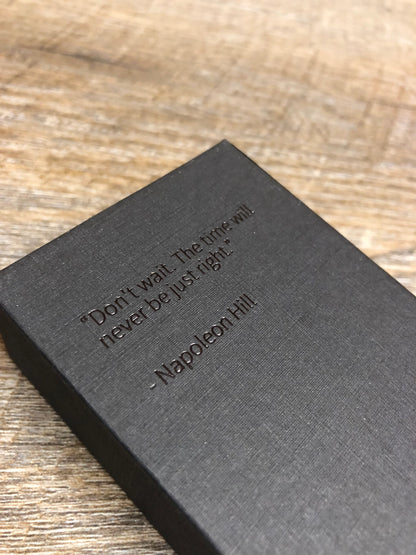 "Don't wait. The time will
never be just right."
- Napoleon Hill